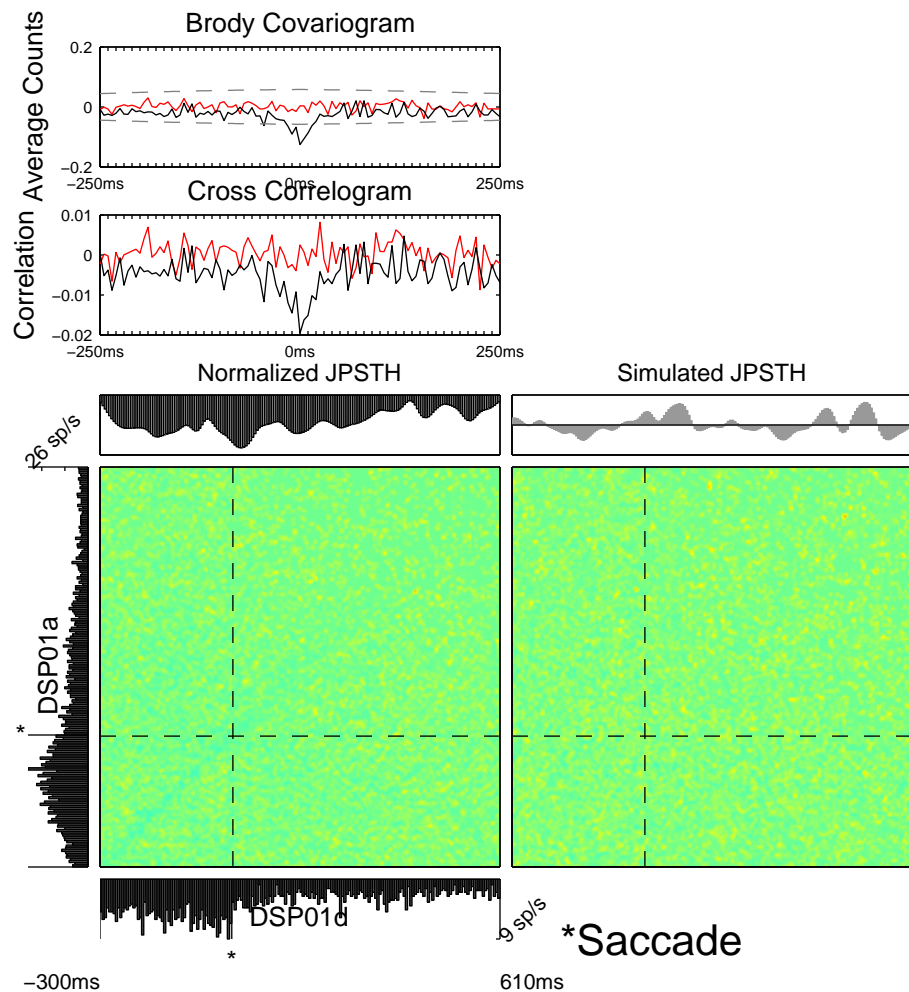 Brody Covariogram
Average Counts
0.2
0
−0.2
−250ms 0ms 250ms
Cross Correlogram
Correlation
0.01
0
−0.01
−0.02
−250ms 0ms 250ms
Normalized JPSTH
Simulated JPSTH
26 sp/s
DSP01a
*
DSP01d
9 sp/s
*
*Saccade
−300ms 610ms